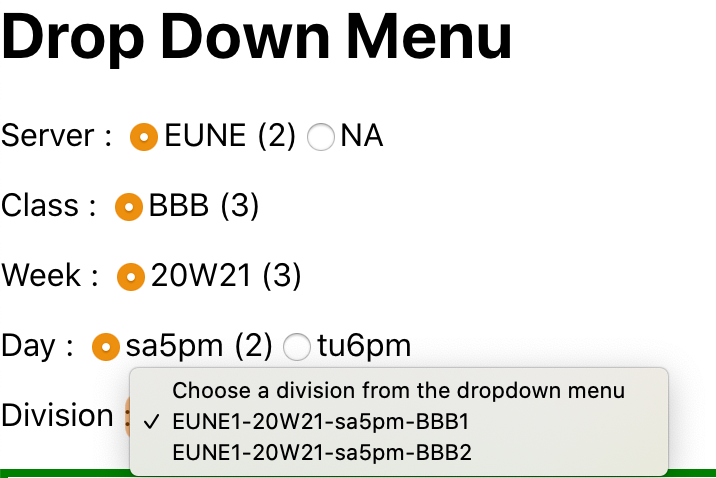 Drop Down Menu
Server : EUNE (2) NA
Class : BBB (3)
Week : 20W21 (3)
Day : sa5pm (2) tu6pm
Choose a division from the dropdown menu
Division : ✓ EUNE1-20W21-sa5pm-BBB1
EUNE1-20W21-sa5pm-BBB2